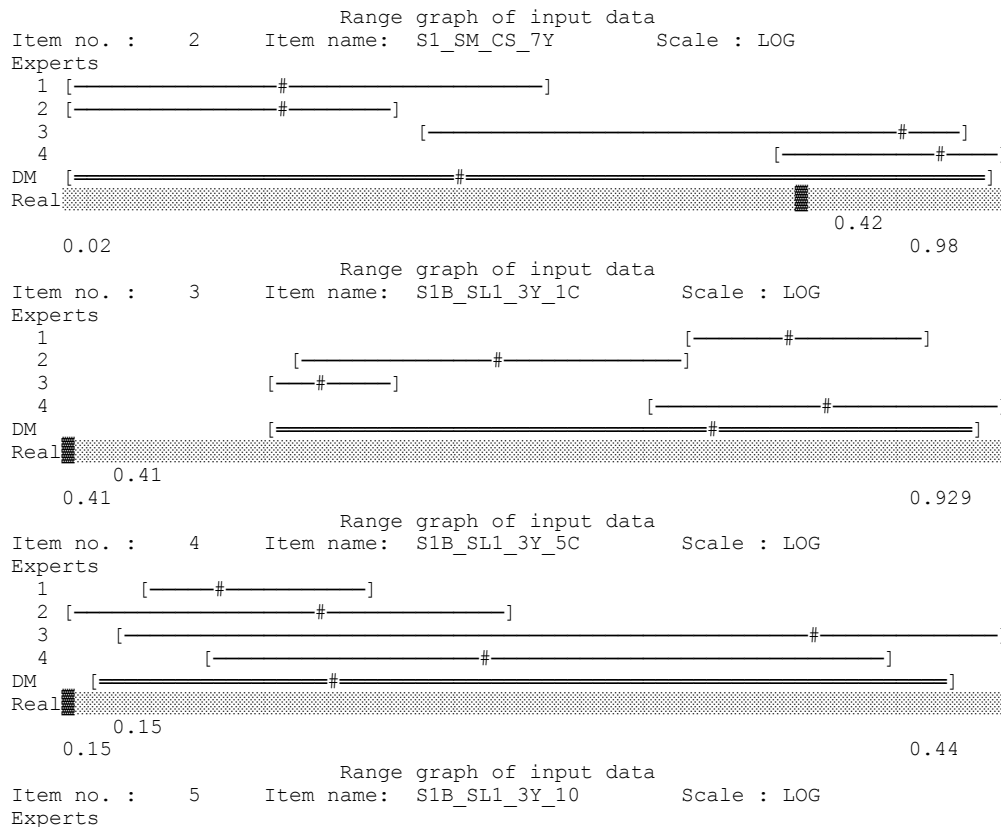 Range graph of input data
Item no. : 2 Item name: S1_SM_CS_7Y Scale : LOG
Experts
1 [────────────────#────────────────────]
2 [────────────────#────────]
3 [─────────────────────────────────────#────]
4 [────────────#────]
DM [══════════════════════════════#═════════════════════════════════════════]
Real
0.42
0.02 0.98
Range graph of input data
Item no. : 3 Item name: S1B_SL1_3Y_1C Scale : LOG
Experts
1 [───────#──────────]
2 [───────────────#──────────────]
3 [───#─────]
4 [─────────────#─────────────]
DM [══════════════════════════════════#════════════════════]
Real
0.41
0.41 0.929
Range graph of input data
Item no. : 4 Item name: S1B_SL1_3Y_5C Scale : LOG
Experts
1 [─────#───────────]
2 [───────────────────#──────────────]
3 [──────────────────────────────────────────────────────#──────────────]
4 [─────────────────────#───────────────────────────────]
DM [══════════════════#════════════════════════════════════════════════]
Real
0.15
0.15 0.44
Range graph of input data
Item no. : 5 Item name: S1B_SL1_3Y_10 Scale : LOG
Experts